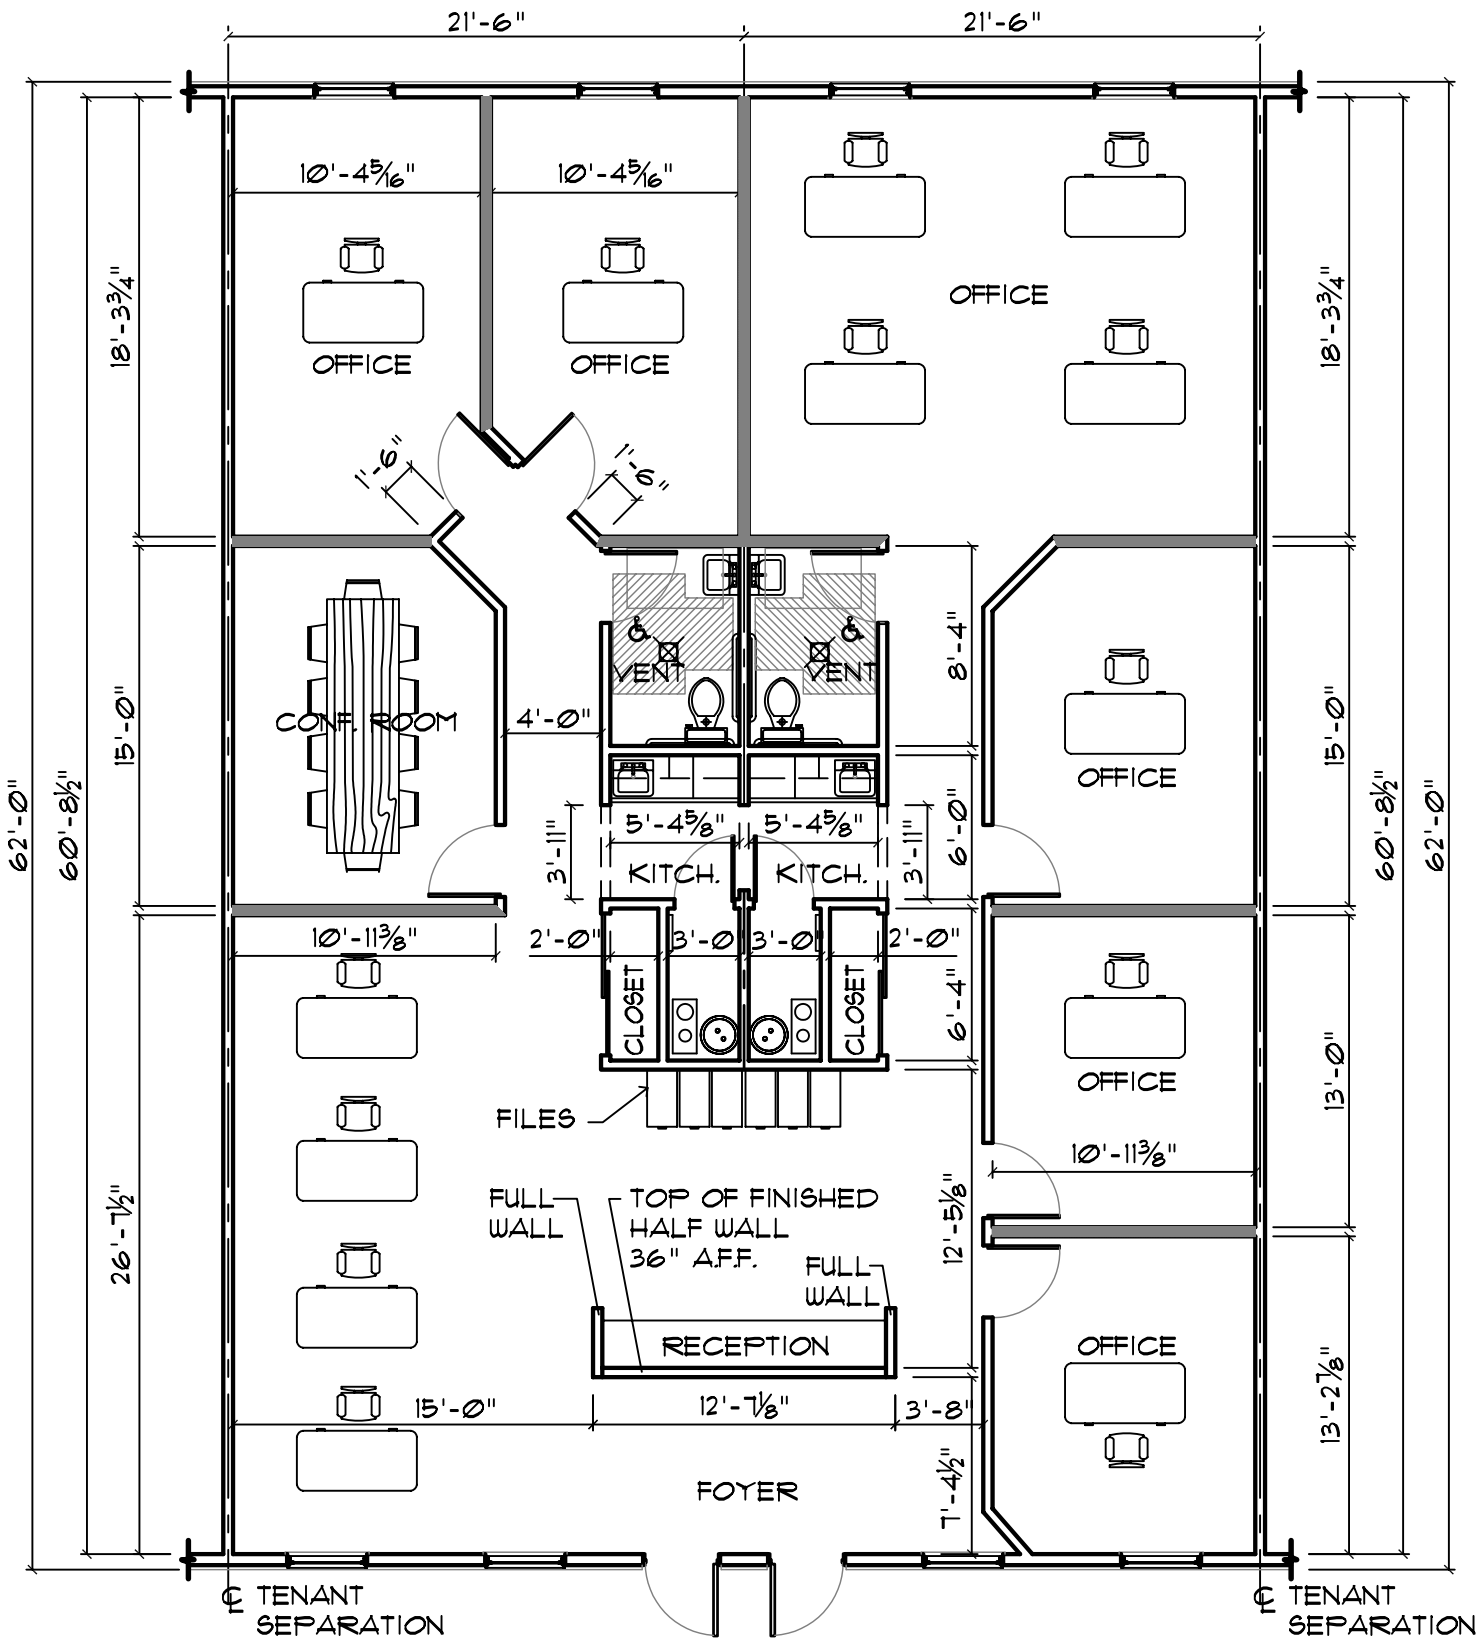 21'-6"
21'-6"
10'-4 5/16"
10'-4 5/16"
OFFICE
OFFICE
OFFICE
18'-3 3/4"
18'-3 3/4"
1'-6"
1'-6"
VENT
VENT
8'-4"
CONF. ROOM
4'-0"
15'-0"
15'-0"
OFFICE
62'-0"
60'-8 1/2"
60'-8 1/2"
62'-0"
3'-11"
5'-4 5/8"
5'-4 5/8"
3'-11"
6'-0"
KITCH.
KITCH.
10'-11 3/8"
2'-0"
3'-0"
3'-0"
2'-0"
CLOSET
CLOSET
6'-4"
OFFICE
13'-0"
FILES
10'-11 3/8"
26'-7 1/2"
FULL
WALL
TOP OF FINISHED
HALF WALL
36" A.F.F.
12'-5 1/8"
FULL
WALL
RECEPTION
OFFICE
15'-0"
12'-7 1/8"
3'-8"
13'-2 7/8"
FOYER
7'-4 1/2"
℄ TENANT
SEPARATION
℄ TENANT
SEPARATION